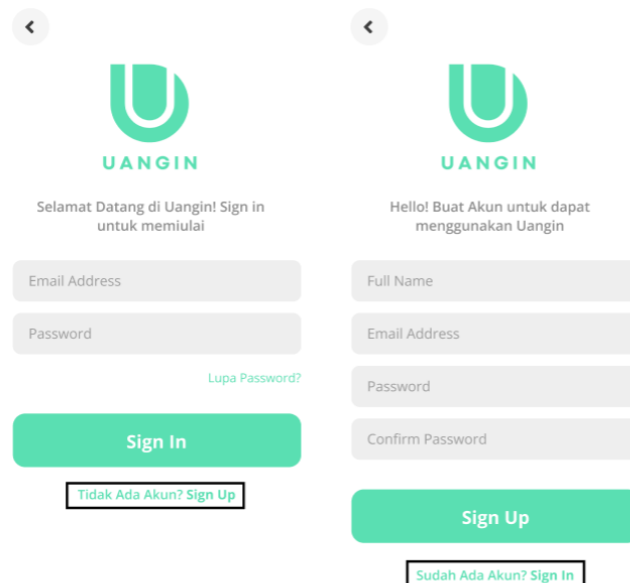 UANGIN
Selamat Datang di Uangin! Sign in
untuk memiulai
Email Address
Password
Lupa Password?
Sign In
Tidak Ada Akun? Sign Up
UANGIN
Hello! Buat Akun untuk dapat
menggunakan Uangin
Full Name
Email Address
Password
Confirm Password
Sign Up
Sudah Ada Akun? Sign In